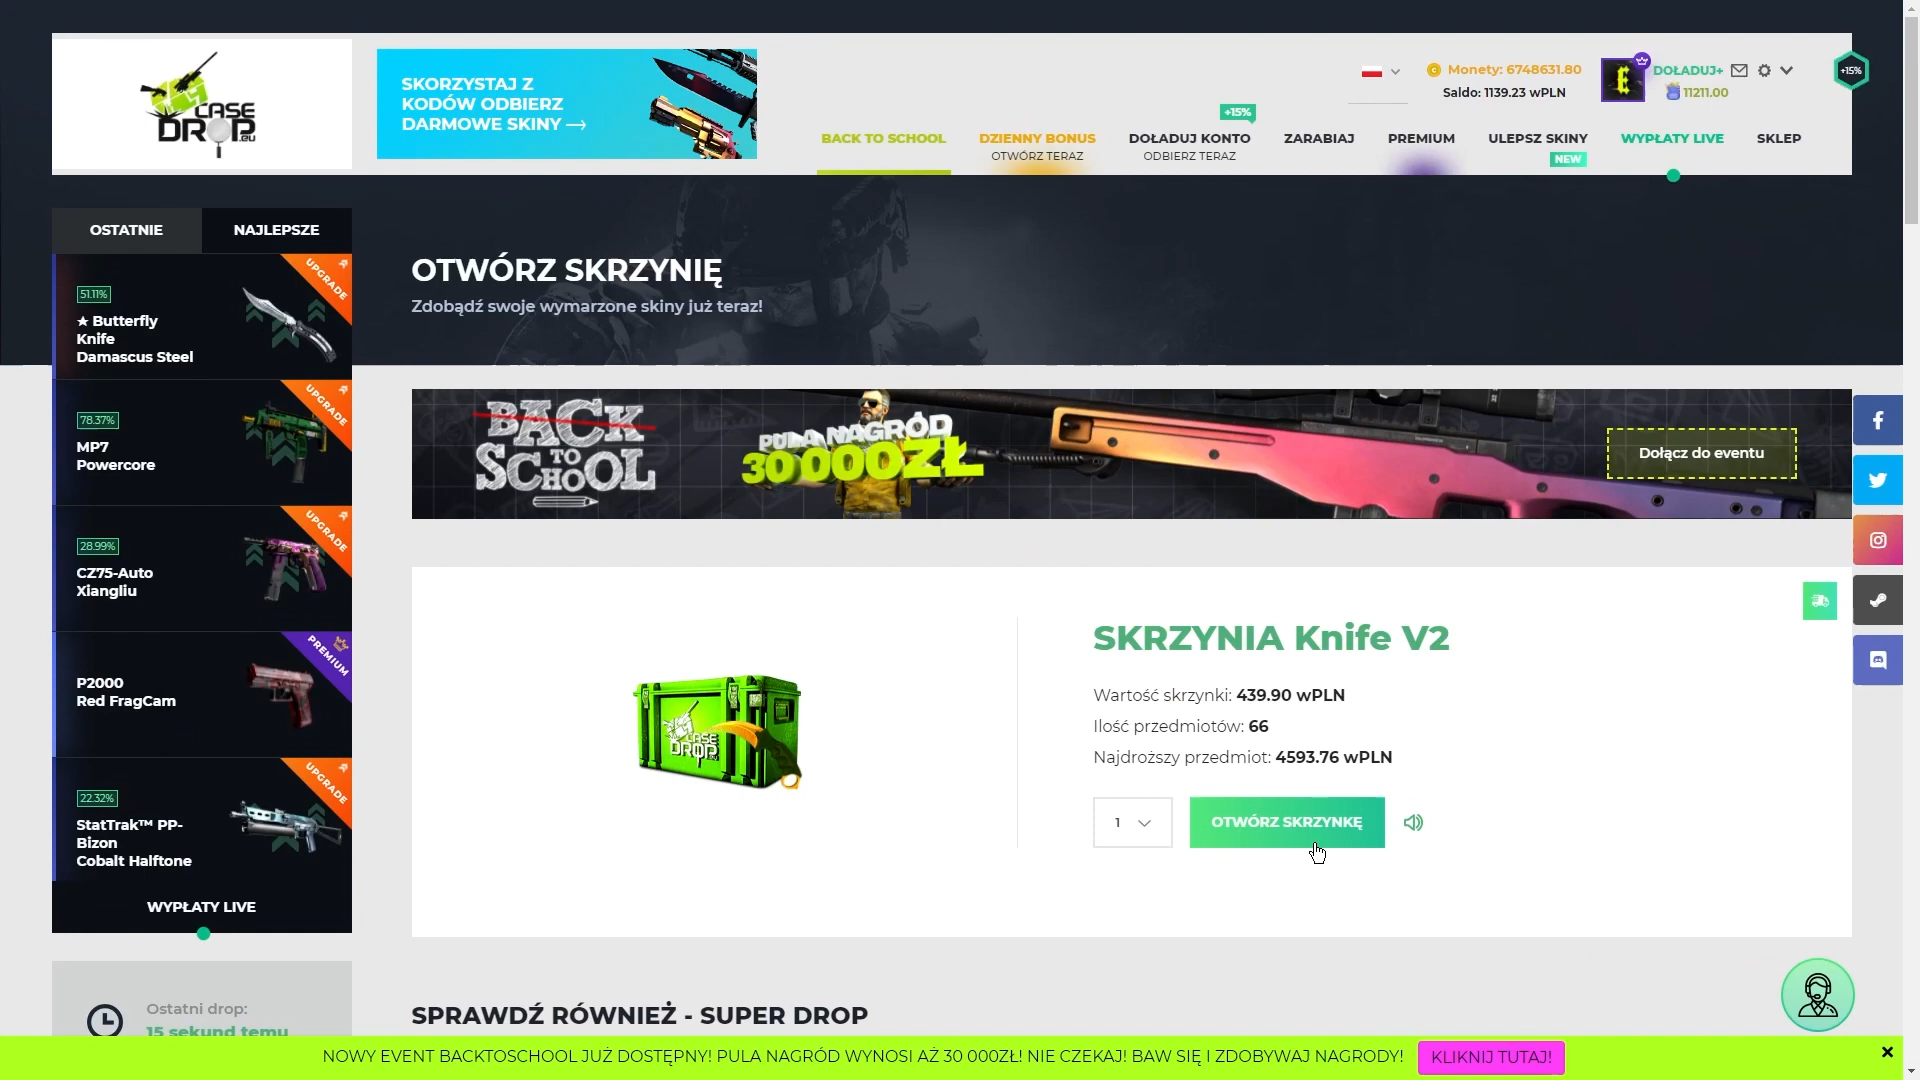 CASE
DROP.eu
SKORZYSTAJ Z
KODÓW ODBIERZ
DARMOWE SKINY
Monety: 6748631.80
Saldo: 1139.23 wPLN
DOŁADUJ+
11211.00
+15%
+15%
BACK TO SCHOOL
DZIENNY BONUS
OTWÓRZ TERAZ
DOŁADUJ KONTO
ODBIERZ TERAZ
ZARABIAJ
PREMIUM
ULEPSZ SKINY
NEW
WYPŁATY LIVE
SKLEP
OSTATNIE
NAJLEPSZE
UPGRADE
51.11%
★ Butterfly
Knife
Damascus Steel
UPGRADE
78.37%
MP7
Powercore
UPGRADE
28.99%
CZ75-Auto
Xiangliu
PREMIUM
P2000
Red FragCam
UPGRADE
22.32%
StatTrak™ PP-
Bizon
Cobalt Halftone
WYPŁATY LIVE
Ostatni drop:
15 sekund temu
OTWÓRZ SKRZYNIĘ
Zdobądź swoje wymarzone skiny już teraz!
BACK
TO
SCHOOL
PULA NAGRÓD
30 000ZŁ
Dołącz do eventu
CASE
DROP.eu
SKRZYNIA Knife V2
Wartość skrzynki: 439.90 wPLN
Ilość przedmiotów: 66
Najdroższy przedmiot: 4593.76 wPLN
1
OTWÓRZ SKRZYNKĘ
SPRAWDŹ RÓWNIEŻ - SUPER DROP
NOWY EVENT BACKTOSCHOOL JUŻ DOSTĘPNY! PULA NAGRÓD WYNOSI AŻ 30 000ZŁ! NIE CZEKAJ! BAW SIĘ I ZDOBYWAJ NAGRODY!
KLIKNIJ TUTAJ!